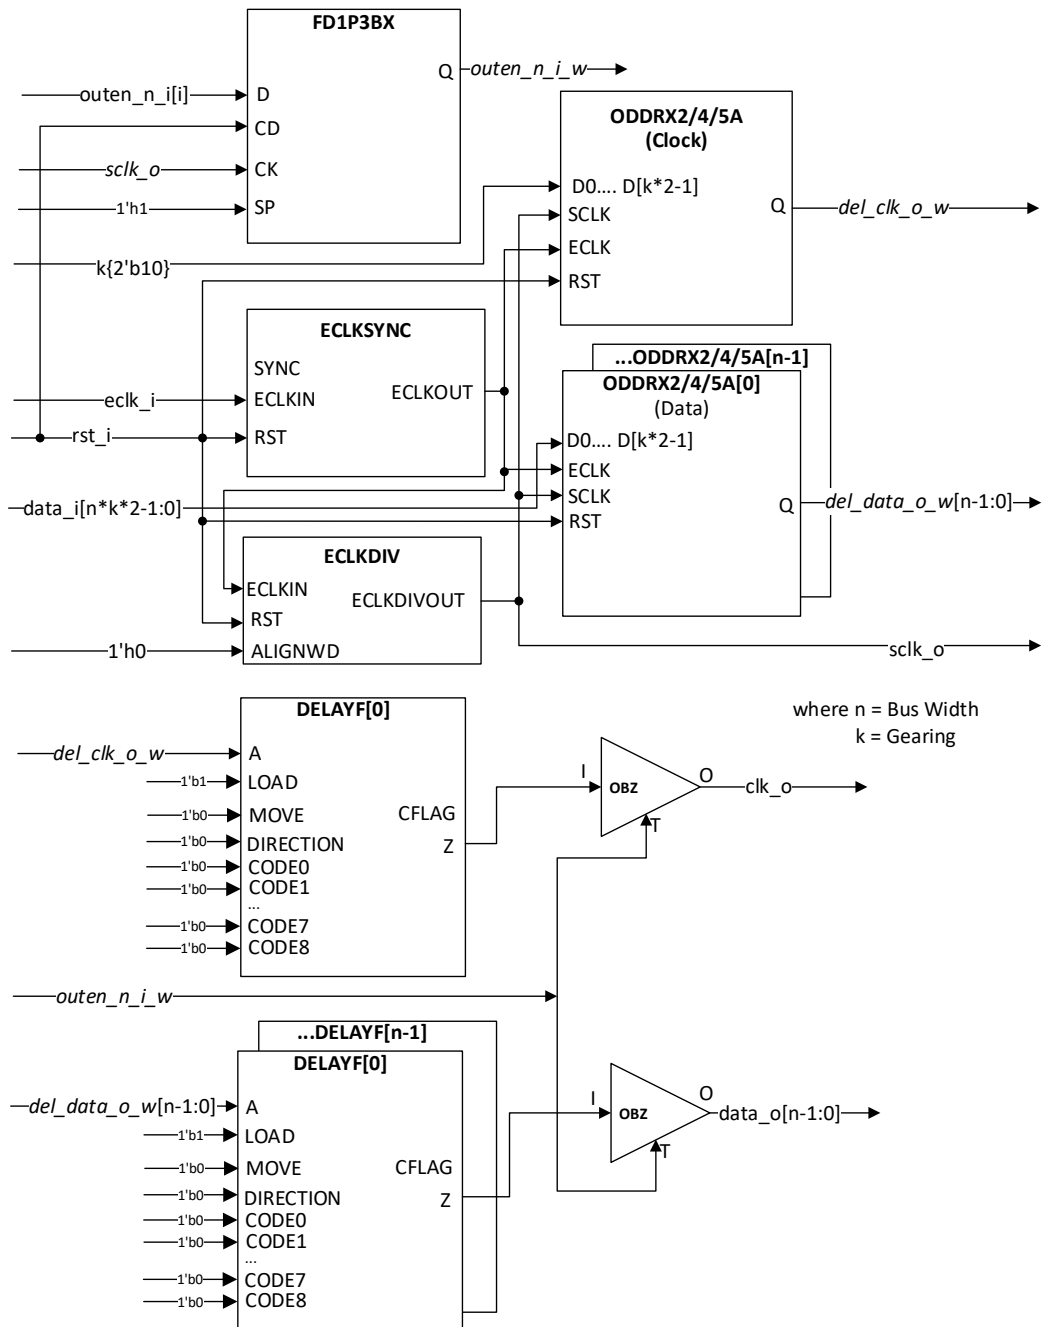 FD1P3BX
Q
outen_n_i_w
outen_n_i[i]
D
CD
sclk_o
CK
1'h1
SP
k{2'b10}
ODDRX2/4/5A
(Clock)
D0.... D[k*2-1]
SCLK
ECLK
RST
Q
del_clk_o_w
ECLKSYNC
SYNC
eclk_i
ECLKIN
ECLKOUT
rst_i
RST
...ODDRX2/4/5A[n-1]
ODDRX2/4/5A[0]
(Data)
D0.... D[k*2-1]
ECLK
SCLK
RST
Q
del_data_o_w[n-1:0]
data_i[n*k*2-1:0]
ECLKDIV
ECLKIN
ECLKDIVOUT
RST
1'h0
ALIGNWD
sclk_o
where n = Bus Width
k = Gearing
DELAYF[0]
del_clk_o_w
A
1'b1
LOAD
1'b0
MOVE
CFLAG
1'b0
DIRECTION
Z
1'b0
CODE0
1'b0
CODE1
...
1'b0
CODE7
1'b0
CODE8
I
OBZ
O
clk_o
T
outen_n_i_w
...DELAYF[n-1]
DELAYF[0]
del_data_o_w[n-1:0]
A
1'b1
LOAD
1'b0
MOVE
CFLAG
1'b0
DIRECTION
Z
1'b0
CODE0
1'b0
CODE1
...
1'b0
CODE7
1'b0
CODE8
I
OBZ
O
data_o[n-1:0]
T